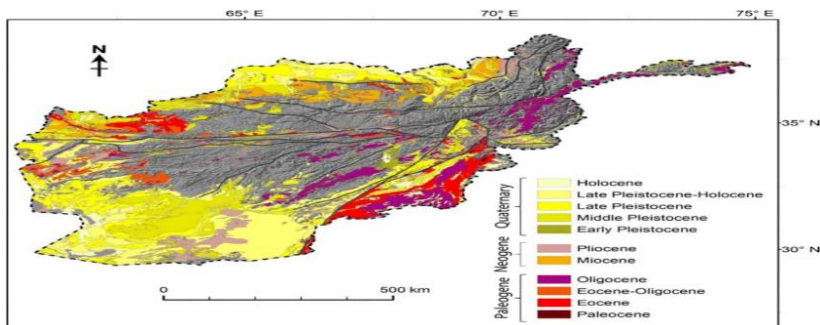 65° E
70° E
75° E
N
35° N
30° N
Quaternary
Holocene
Late Pleistocene-Holocene
Late Pleistocene
Middle Pleistocene
Early Pleistocene
Neogene
Pliocene
Miocene
Paleogene
Oligocene
Eocene-Oligocene
Eocene
Paleocene
0
500 km